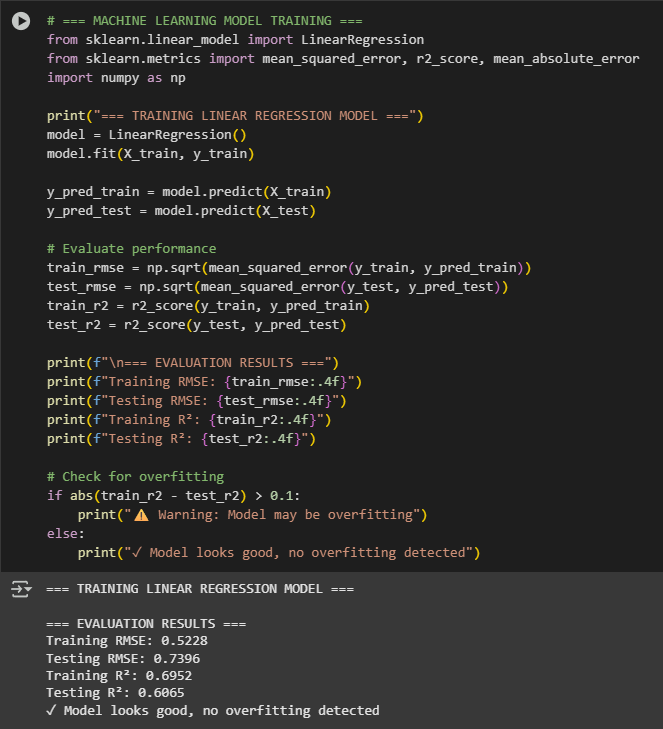 # === MACHINE LEARNING MODEL TRAINING ===
from sklearn.linear_model import LinearRegression
from sklearn.metrics import mean_squared_error, r2_score, mean_absolute_error
import numpy as np

print("=== TRAINING LINEAR REGRESSION MODEL ===")
model = LinearRegression()
model.fit(X_train, y_train)

y_pred_train = model.predict(X_train)
y_pred_test = model.predict(X_test)

# Evaluate performance
train_rmse = np.sqrt(mean_squared_error(y_train, y_pred_train))
test_rmse = np.sqrt(mean_squared_error(y_test, y_pred_test))
train_r2 = r2_score(y_train, y_pred_train)
test_r2 = r2_score(y_test, y_pred_test)

print(f"\n=== EVALUATION RESULTS ===")
print(f"Training RMSE: {train_rmse:.4f}")
print(f"Testing RMSE: {test_rmse:.4f}")
print(f"Training R²: {train_r2:.4f}")
print(f"Testing R²: {test_r2:.4f}")

# Check for overfitting
if abs(train_r2 - test_r2) > 0.1:
    print("⚠️ Warning: Model may be overfitting")
else:
    print("✓ Model looks good, no overfitting detected")

=== TRAINING LINEAR REGRESSION MODEL ===

=== EVALUATION RESULTS ===
Training RMSE: 0.5228
Testing RMSE: 0.7396
Training R²: 0.6952
Testing R²: 0.6065
✓ Model looks good, no overfitting detected